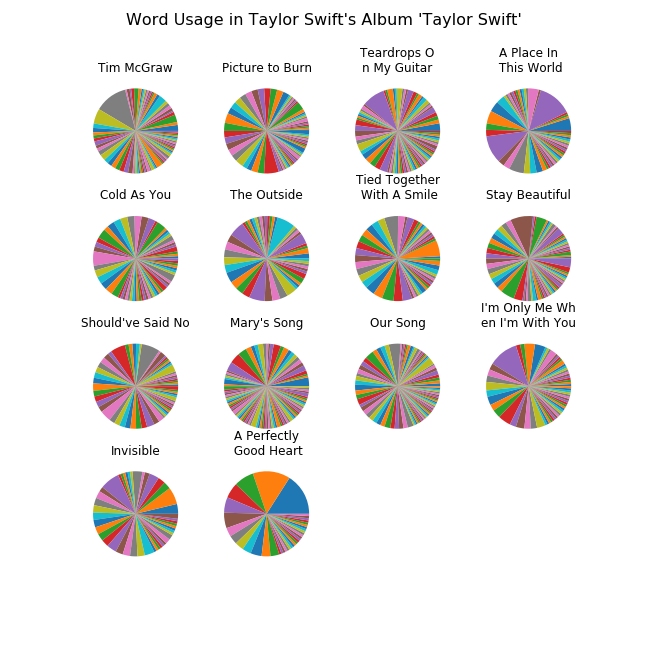 Word Usage in Taylor Swift's Album 'Taylor Swift'
Tim McGraw
Picture to Burn
Teardrops O
n My Guitar
A Place In
This World
Cold As You
The Outside
Tied Together
With A Smile
Stay Beautiful
Should've Said No
Mary's Song
Our Song
I'm Only Me Wh
en I'm With You
Invisible
A Perfectly
Good Heart